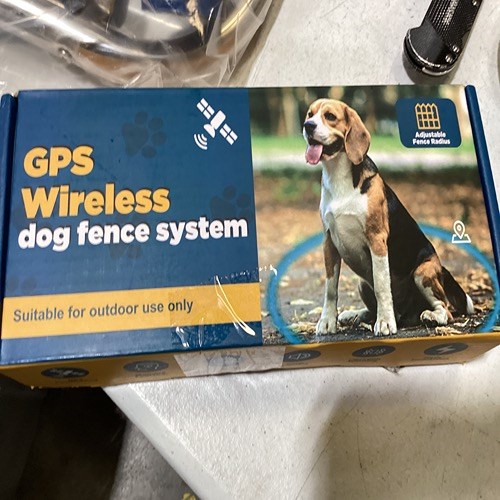 GPS
Wireless
dog fence system
Suitable for outdoor use only
Adjustable
Fence Radius